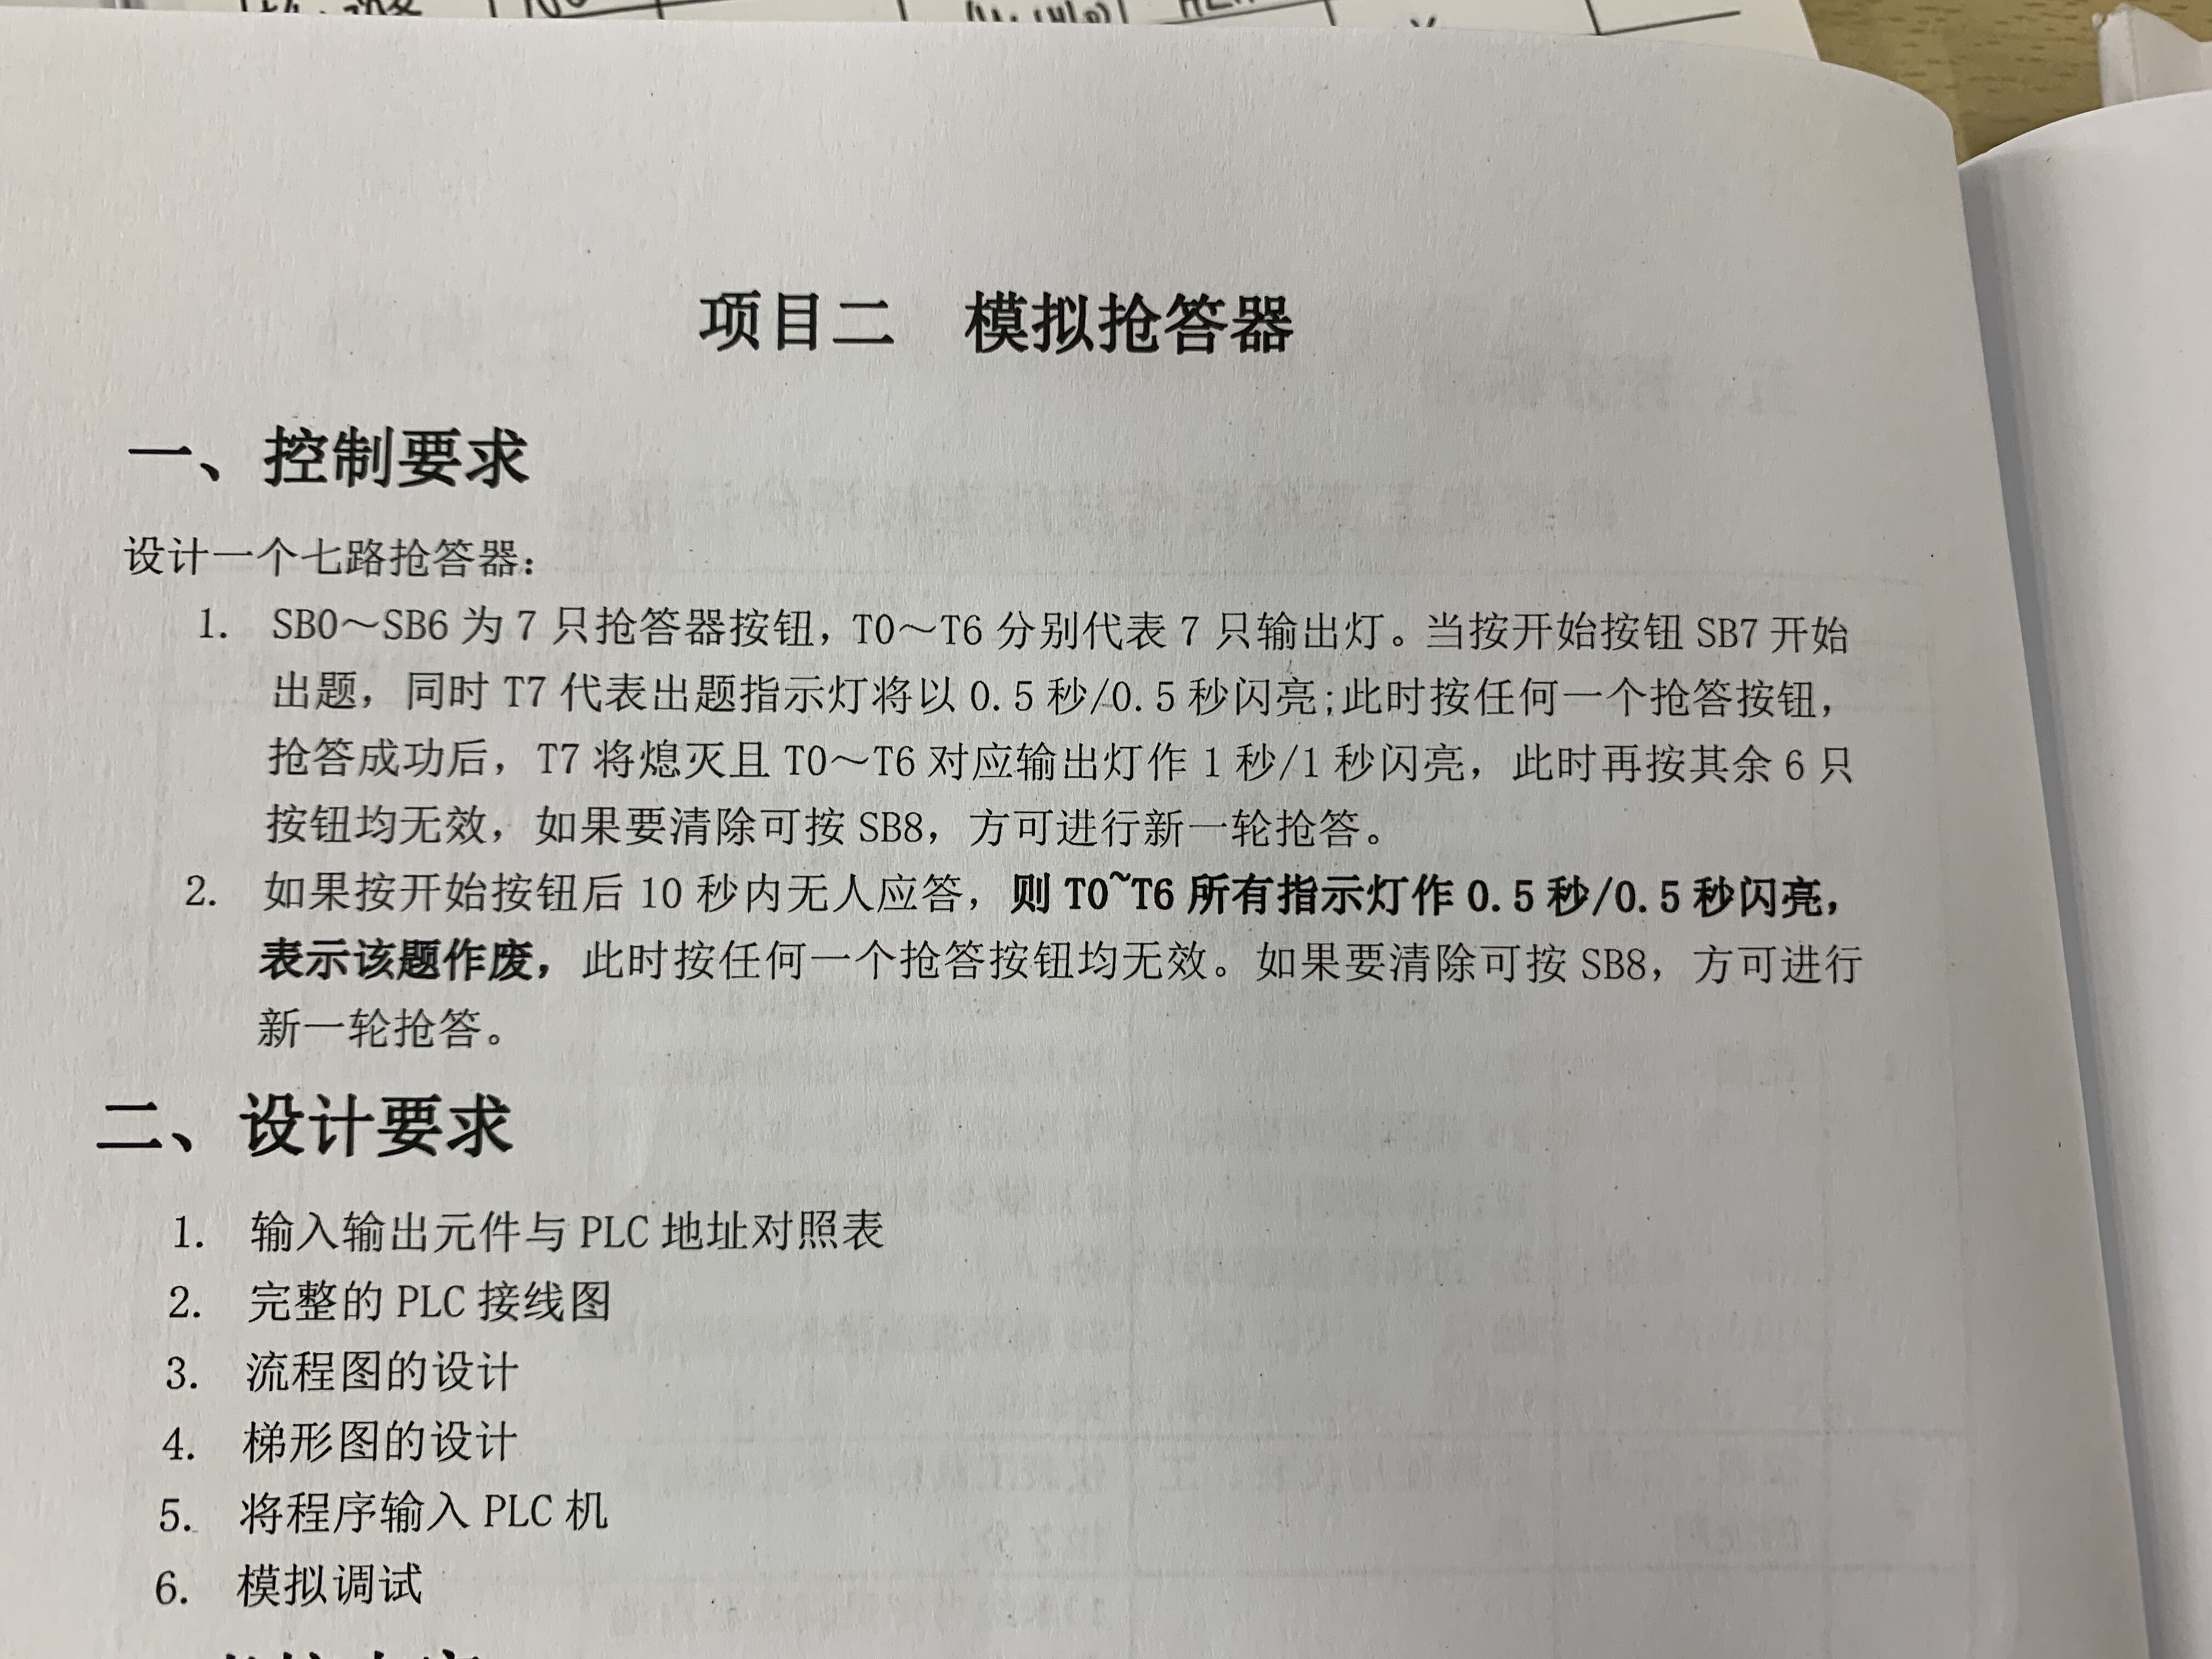 项目二 模拟抢答器
一、控制要求
设计一个七路抢答器：
1. SB0～SB6 为 7 只抢答器按钮，T0～T6 分别代表 7 只输出灯。当按开始按钮 SB7 开始
出题，同时 T7 代表出题指示灯将以 0.5 秒/0.5 秒闪亮;此时按任何一个抢答按钮，
抢答成功后，T7 将熄灭且 T0～T6 对应输出灯作 1 秒/1 秒闪亮，此时再按其余 6 只
按钮均无效，如果要清除可按 SB8，方可进行新一轮抢答。
2. 如果按开始按钮后 10 秒内无人应答，则 T0~T6 所有指示灯作 0.5 秒/0.5 秒闪亮，
表示该题作废，此时按任何一个抢答按钮均无效。如果要清除可按 SB8，方可进行
新一轮抢答。
二、设计要求
1. 输入输出元件与 PLC 地址对照表
2. 完整的 PLC 接线图
3. 流程图的设计
4. 梯形图的设计
5. 将程序输入 PLC 机
6. 模拟调试